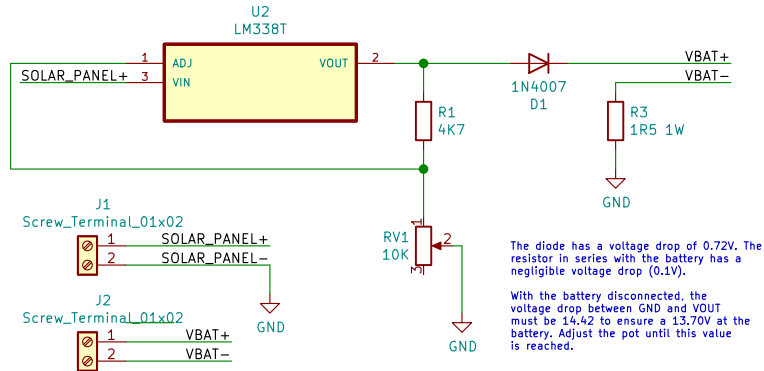 U2
LM338T
1 ADJ VOUT 2
SOLAR_PANEL+ 3 VIN
VBAT+
VBAT-
1N4007
D1
R1
4K7
R3
1R5 1W
GND
J1
Screw_Terminal_01x02
1 SOLAR_PANEL+
2 SOLAR_PANEL-
GND
RV1
10K
1
2
3
GND
J2
Screw_Terminal_01x02
1 VBAT+
2 VBAT-
The diode has a voltage drop of 0.72V. The
resistor in series with the battery has a
negligible voltage drop (0.1V).
With the battery disconnected, the
voltage drop between GND and VOUT
must be 14.42 to ensure a 13.70V at the
battery. Adjust the pot until this value
is reached.